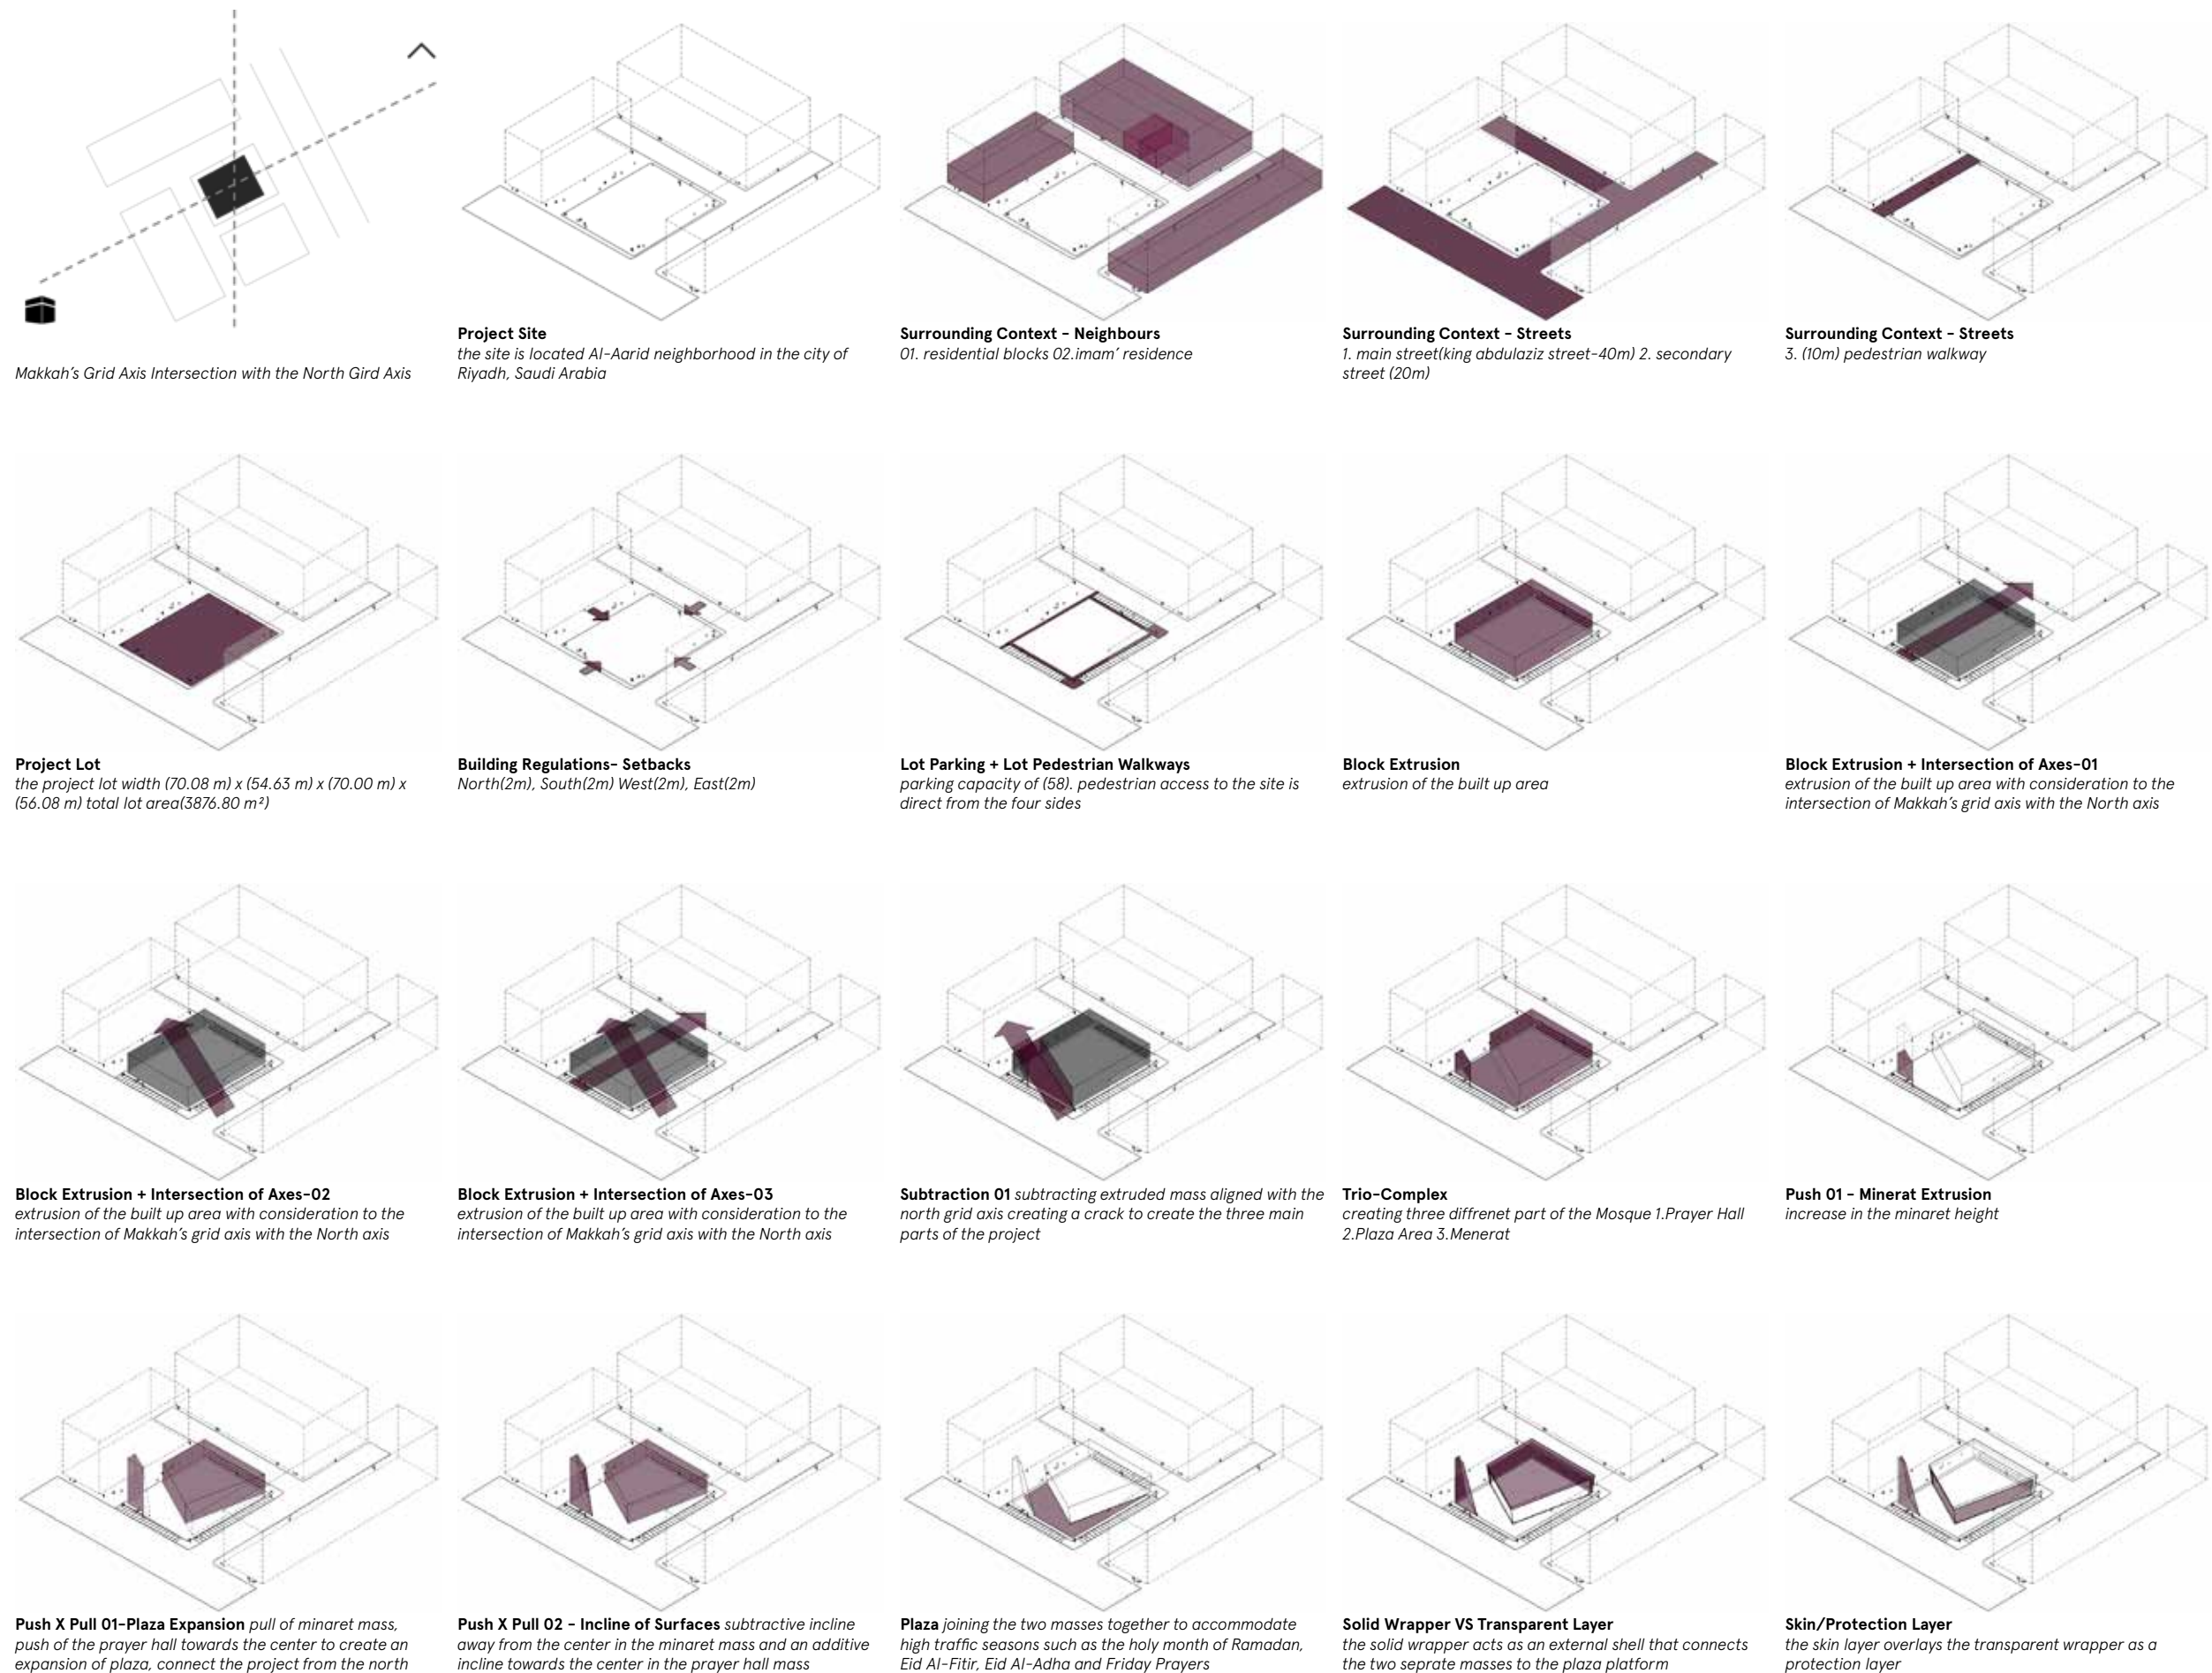 Makkah's Grid Axis Intersection with the North Gird Axis
Project Site
the site is located Al-Aarid neighborhood in the city of
Riyadh, Saudi Arabia
Surrounding Context - Neighbours
01. residential blocks 02.imam' residence
Surrounding Context - Streets
1. main street(king abdulaziz street-40m) 2. secondary
street (20m)
Surrounding Context - Streets
3. (10m) pedestrian walkway
Project Lot
the project lot width (70.08 m) x (54.63 m) x (70.00 m) x
(56.08 m) total lot area(3876.80 m²)
Building Regulations- Setbacks
North(2m), South(2m) West(2m), East(2m)
Lot Parking + Lot Pedestrian Walkways
parking capacity of (58). pedestrian access to the site is
direct from the four sides
Block Extrusion
extrusion of the built up area
Block Extrusion + Intersection of Axes-01
extrusion of the built up area with consideration to the
intersection of Makkah's grid axis with the North axis
Block Extrusion + Intersection of Axes-02
extrusion of the built up area with consideration to the
intersection of Makkah's grid axis with the North axis
Block Extrusion + Intersection of Axes-03
extrusion of the built up area with consideration to the
intersection of Makkah's grid axis with the North axis
Subtraction 01 subtracting extruded mass aligned with the
north grid axis creating a crack to create the three main
parts of the project
Trio-Complex
creating three diffrenet part of the Mosque 1.Prayer Hall
2.Plaza Area 3.Menerat
Push 01 - Minerat Extrusion
increase in the minaret height
Push X Pull 01-Plaza Expansion pull of minaret mass,
push of the prayer hall towards the center to create an
expansion of plaza, connect the project from the north
Push X Pull 02 - Incline of Surfaces subtractive incline
away from the center in the minaret mass and an additive
incline towards the center in the prayer hall mass
Plaza joining the two masses together to accommodate
high traffic seasons such as the holy month of Ramadan,
Eid Al-Fitir, Eid Al-Adha and Friday Prayers
Solid Wrapper VS Transparent Layer
the solid wrapper acts as an external shell that connects
the two seprate masses to the plaza platform
Skin/Protection Layer
the skin layer overlays the transparent wrapper as a
protection layer